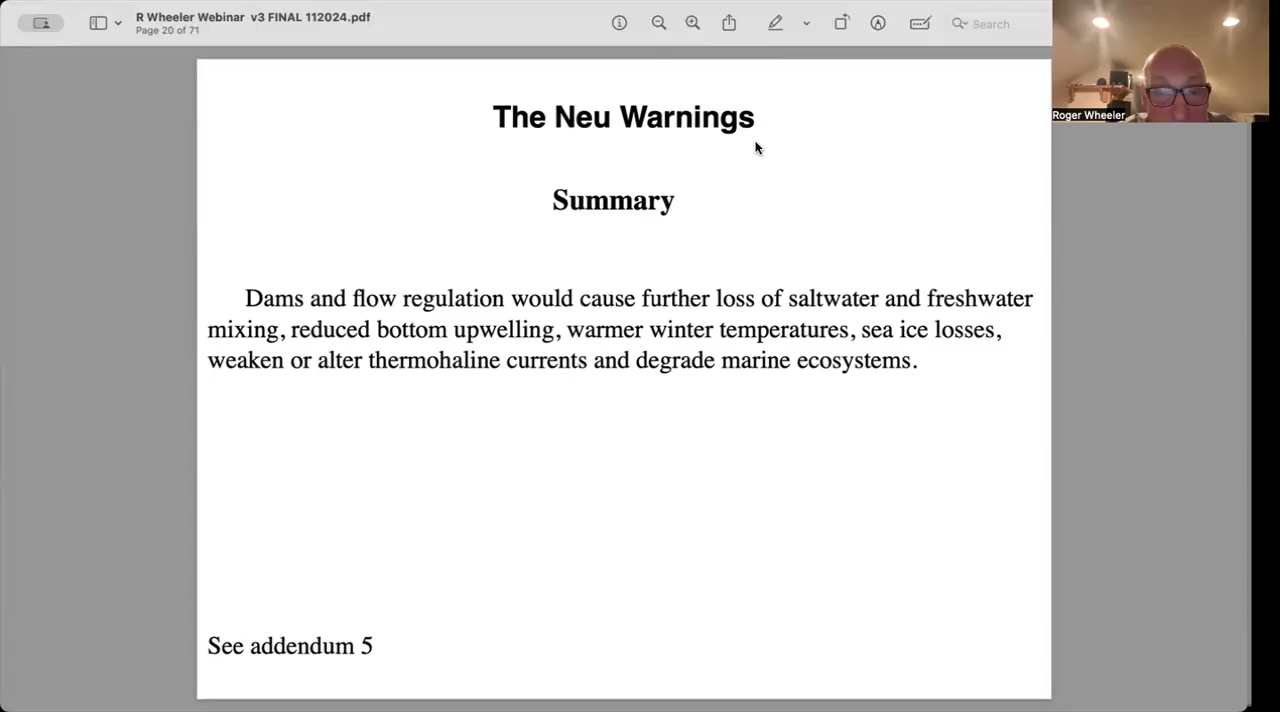 R Wheeler Webinar v3 FINAL 112024.pdf
Page 20 of 71
Search
Roger Wheeler
The Neu Warnings
Summary
Dams and flow regulation would cause further loss of saltwater and freshwater
mixing, reduced bottom upwelling, warmer winter temperatures, sea ice losses,
weaken or alter thermohaline currents and degrade marine ecosystems.
See addendum 5